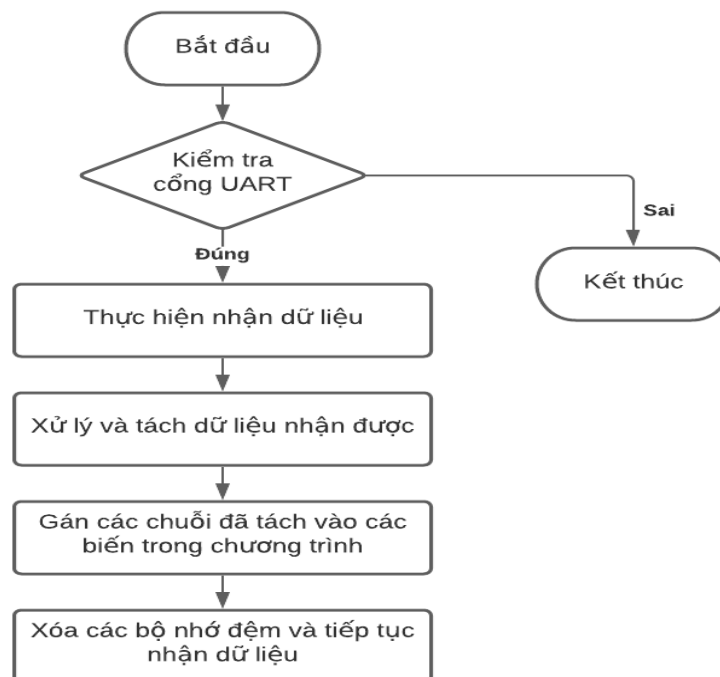 Bắt đầu
Kiểm tra
cổng UART
Sai
Đúng
Kết thúc
Thực hiện nhận dữ liệu
Xử lý và tách dữ liệu nhận được
Gán các chuỗi đã tách vào các
biến trong chương trình
Xóa các bộ nhớ đệm và tiếp tục
nhận dữ liệu